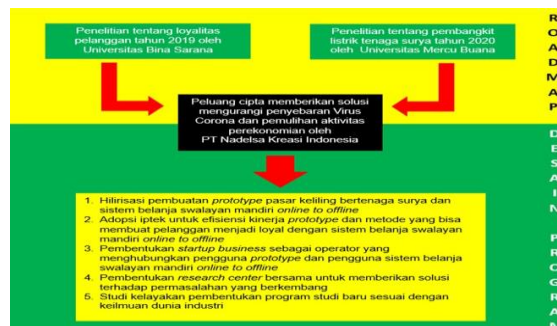 Penelitian tentang loyalitas
pelanggan tahun 2019 oleh
Universitas Bina Sarana
Penelitian tentang pembangkit
listrik tenaga surya tahun 2020
oleh Universitas Mercu Buana
Peluang cipta memberikan solusi
mengurangi penyebaran Virus
Corona dan pemulihan aktivitas
perekonomian oleh
PT Nadelsa Kreasi Indonesia
1. Hilirisasi pembuatan prototype pasar keliling bertenaga surya dan
sistem belanja swalayan mandiri online to offline
2. Adopsi iptek untuk efisiensi kinerja prototype dan metode yang bisa
membuat pelanggan menjadi loyal dengan sistem belanja swalayan
mandiri online to offline
3. Pembentukan startup business sebagai operator yang
menghubungkan pengguna prototype dan pengguna sistem belanja
swalayan mandiri online to offline
4. Pembentukan research center bersama untuk memberikan solusi
terhadap permasalahan yang berkembang
5. Studi kelayakan pembentukan program studi baru sesuai dengan
keilmuan dunia industri
ROADMAP
DESAIN
PROGRA